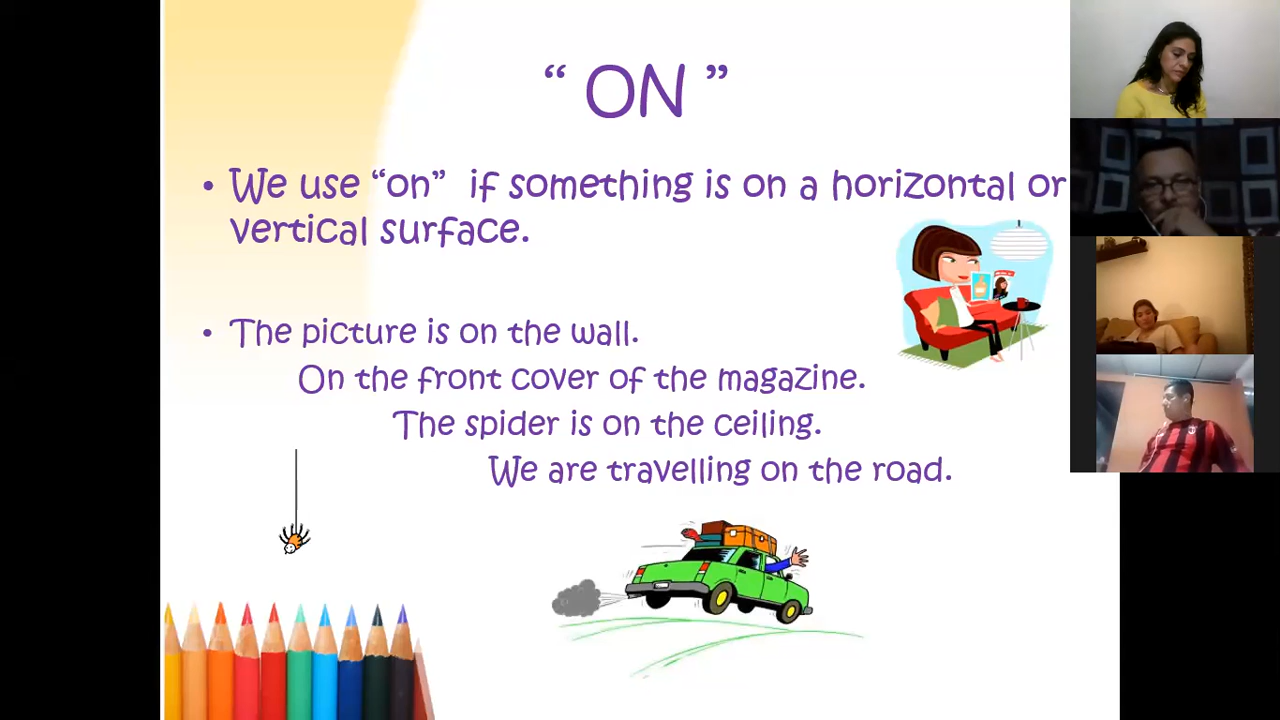 “ ON ”
• We use “on”  if something is on a horizontal or
vertical surface.
• The picture is on the wall.
On the front cover of the magazine.
The spider is on the ceiling.
We are travelling on the road.